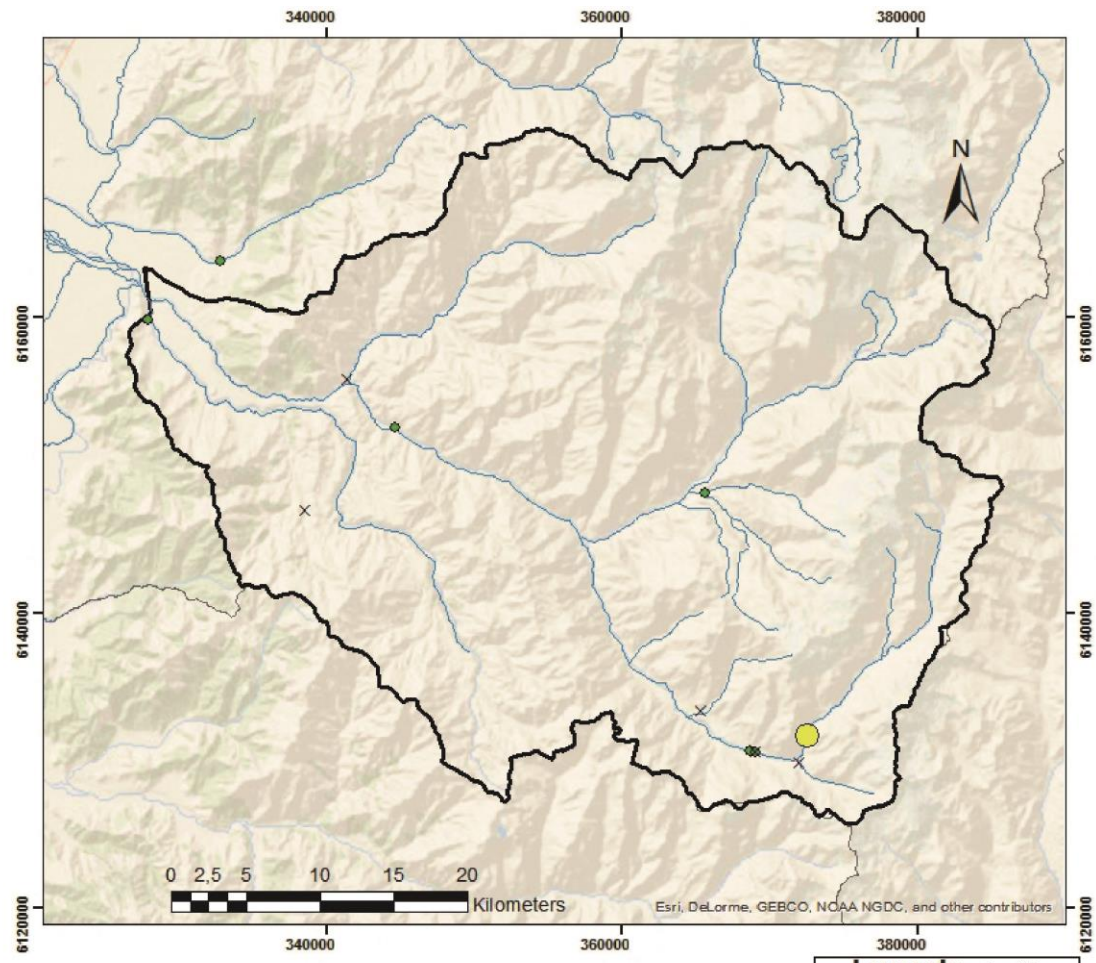 340000 360000 380000
N
6160000 6160000
6140000 6140000
0 2,5 5 10 15 20
Kilometers
Esri, DeLorme, GEBCO, NOAA NGDC, and other contributors
6120000 6120000
340000 360000 380000